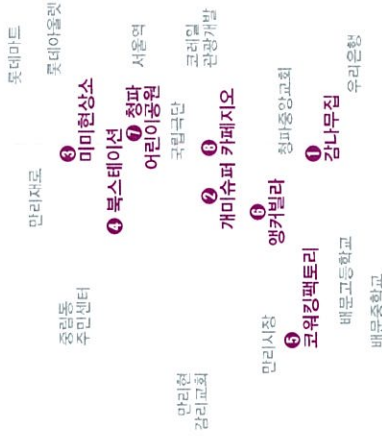 롯데마트
만리재로
롯데아울렛
중림동
주민센터
❸
미미현상소
❹ 북스테이션
서울역
❼ 청파
어린이공원
국립극단
코레일
관광개발
만리현
감리교회
❷ ❽
개미슈퍼 카페지오
❻
앵커빌라
만리시장
청파중앙교회
❺
코워킹팩토리
❶
감나무집
배문고등학교
우리은행
배문중학교